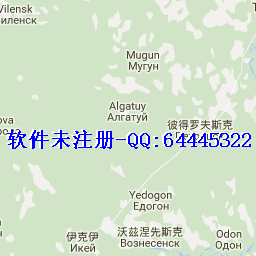 Vilensk
виленск
Mugun
Мугун
Algatuy
Алгатуй
彼得罗夫斯克
软件未注册-QQ:64445322
Yedogon
Едогон
伊克伊
Икей
沃兹涅先斯克
Вознесенск
Odon
Одон